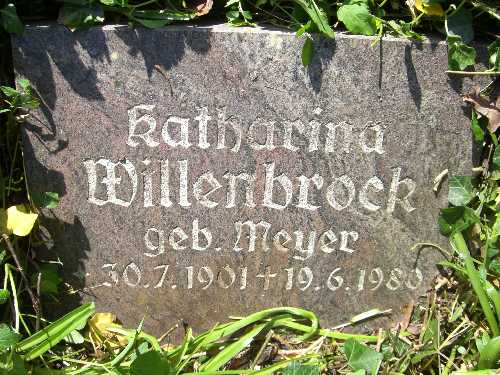 Katharina
Willenbrock
geb. Meyer
30.7.1901 + 19.6.1980